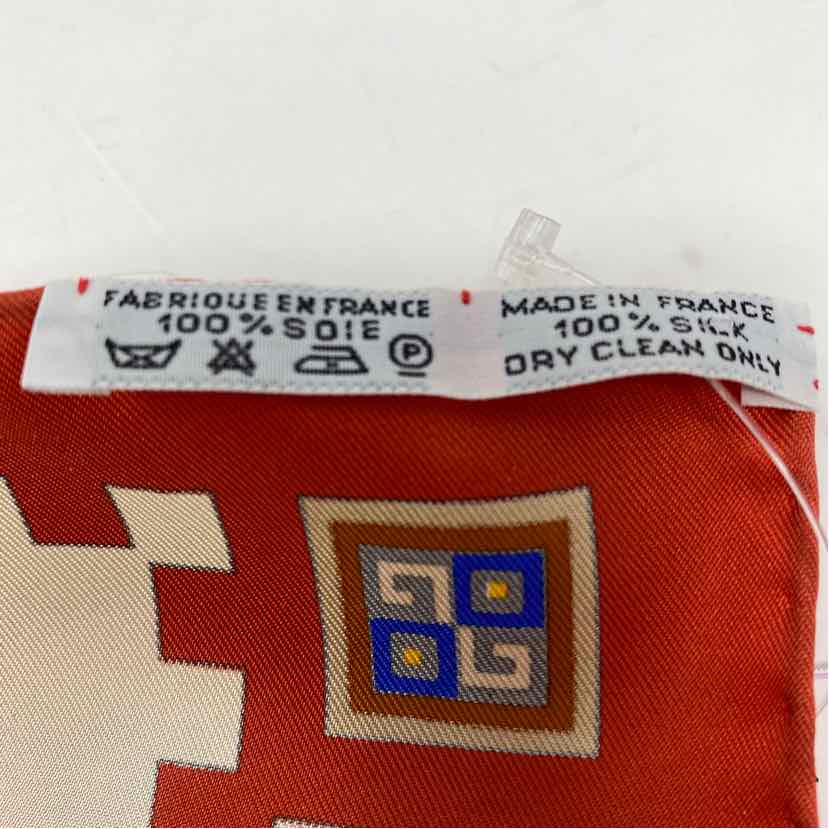 FABRIQUE EN FRANCE
100% SOIE
P
MADE IN FRANCE
100% SILK
DRY CLEAN ONLY